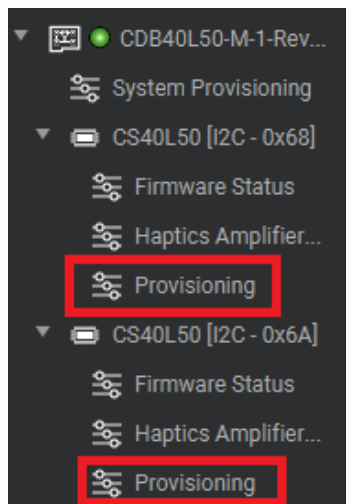 CDB40L50-M-1-Rev...
System Provisioning
CS40L50 [I2C - 0x68]
Firmware Status
Haptics Amplifier...
Provisioning
CS40L50 [I2C - 0x6A]
Firmware Status
Haptics Amplifier...
Provisioning